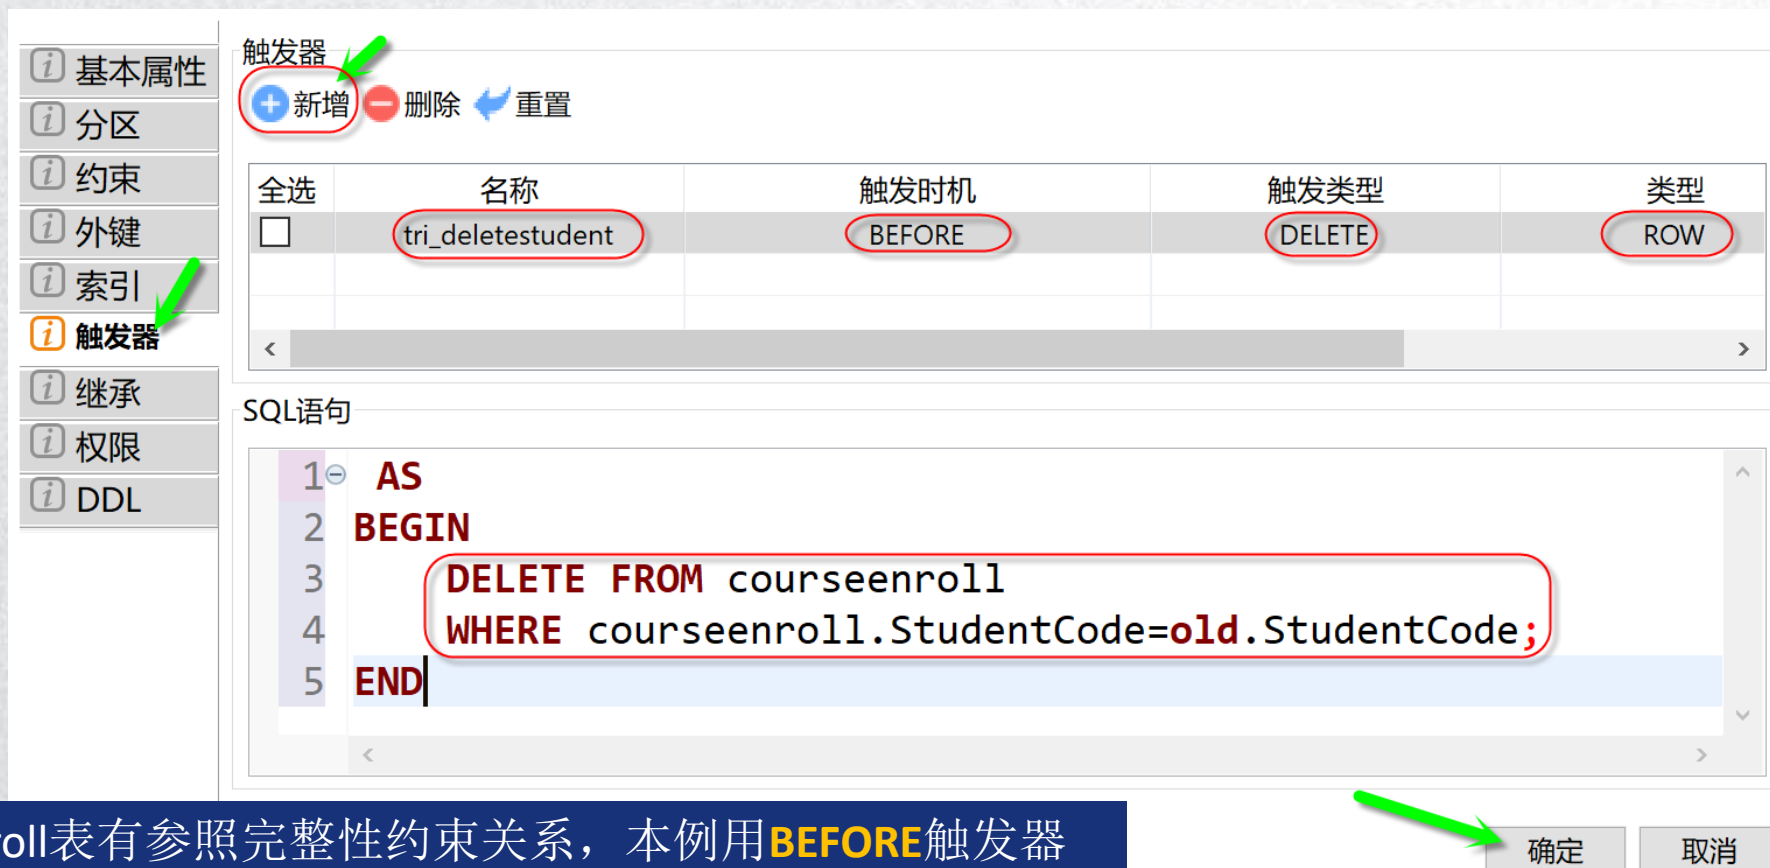 基本属性
分区
约束
外键
索引
触发器
继承
权限
DDL
触发器
新增 删除 重置
全选 名称 触发时机 触发类型 类型
tri_deletestudent BEFORE DELETE ROW
SQL语句
1 AS
2 BEGIN
3 DELETE FROM courseenroll
4 WHERE courseenroll.StudentCode=old.StudentCode;
5 END
roll表有参照完整性约束关系，本例用BEFORE触发器
确定 取消